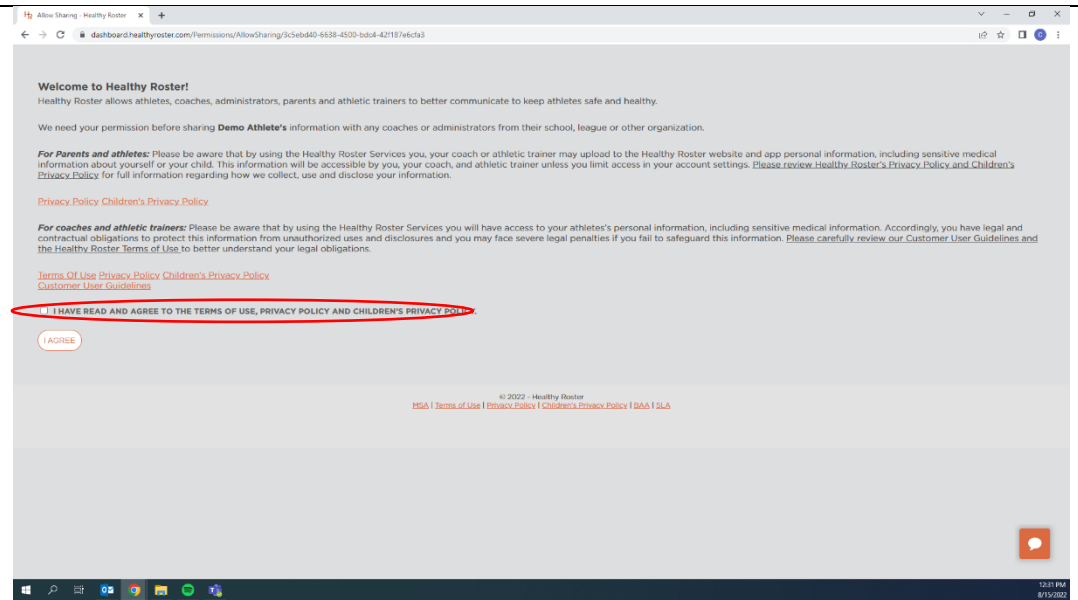 Allow Sharing - Healthy Roster
dashboard.healthyroster.com/Permissions/AllowSharing/3c5ebd40-6638-4500-bdc4-42f187e6cfa3
Welcome to Healthy Roster!
Healthy Roster allows athletes, coaches, administrators, parents and athletic trainers to better communicate to keep athletes safe and healthy.
We need your permission before sharing Demo Athlete's information with any coaches or administrators from their school, league or other organization.
For Parents and athletes: Please be aware that by using the Healthy Roster Services you, your coach or athletic trainer may upload to the Healthy Roster website and app personal information, including sensitive medical
information about yourself or your child. This information will be accessible by you, your coach, and athletic trainer unless you limit access in your account settings. Please review Healthy Roster's Privacy Policy and Children's
Privacy Policy for full information regarding how we collect, use and disclose your information.
Privacy Policy Children's Privacy Policy
For coaches and athletic trainers: Please be aware that by using the Healthy Roster Services you will have access to your athletes's personal information, including sensitive medical information. Accordingly, you have legal and
contractual obligations to protect this information from unauthorized uses and disclosures and you may face severe legal penalties if you fail to safeguard this information. Please carefully review our Customer User Guidelines and
the Healthy Roster Terms of Use to better understand your legal obligations.
Terms Of Use Privacy Policy Children's Privacy Policy
Customer User Guidelines
I HAVE READ AND AGREE TO THE TERMS OF USE, PRIVACY POLICY AND CHILDREN'S PRIVACY POLICY.
I AGREE
© 2022 - Healthy Roster
MSA | Terms of Use | Privacy Policy | Children's Privacy Policy | BAA | SLA
12:31 PM
8/15/2022